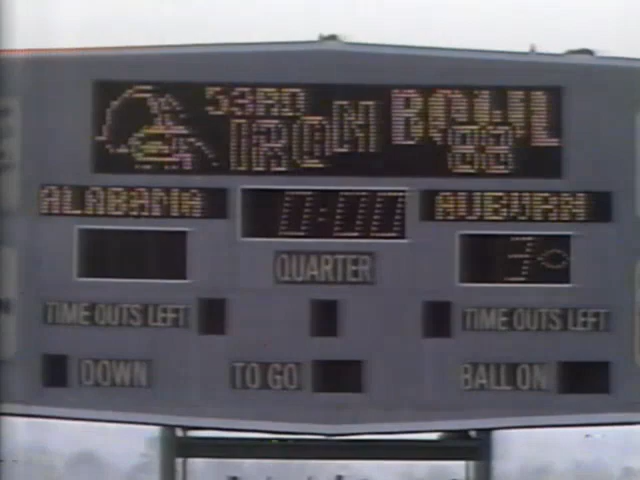 53RD
IRON BOWL
88
ALABAMA AUBURN
0:00
QUARTER
TIME OUTS LEFT TIME OUTS LEFT
DOWN TO GO BALL ON